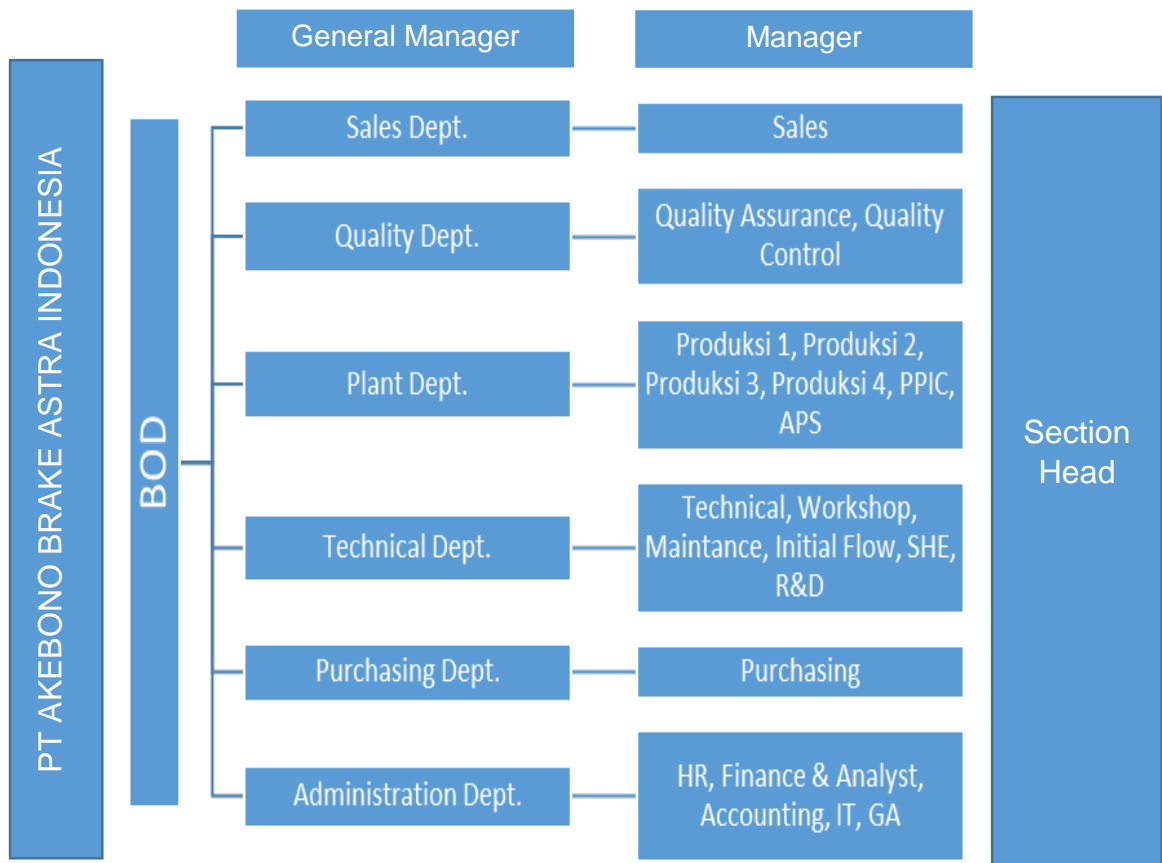 General Manager
Manager
PT AKEBONO BRAKE ASTRA INDONESIA
BOD
Sales Dept.
Sales
Quality Dept.
Quality Assurance, Quality
Control
Plant Dept.
Produksi 1, Produksi 2,
Produksi 3, Produksi 4, PPIC,
APS
Technical Dept.
Technical, Workshop,
Maintance, Initial Flow, SHE,
R&D
Purchasing Dept.
Purchasing
Administration Dept.
HR, Finance & Analyst,
Accounting, IT, GA
Section
Head